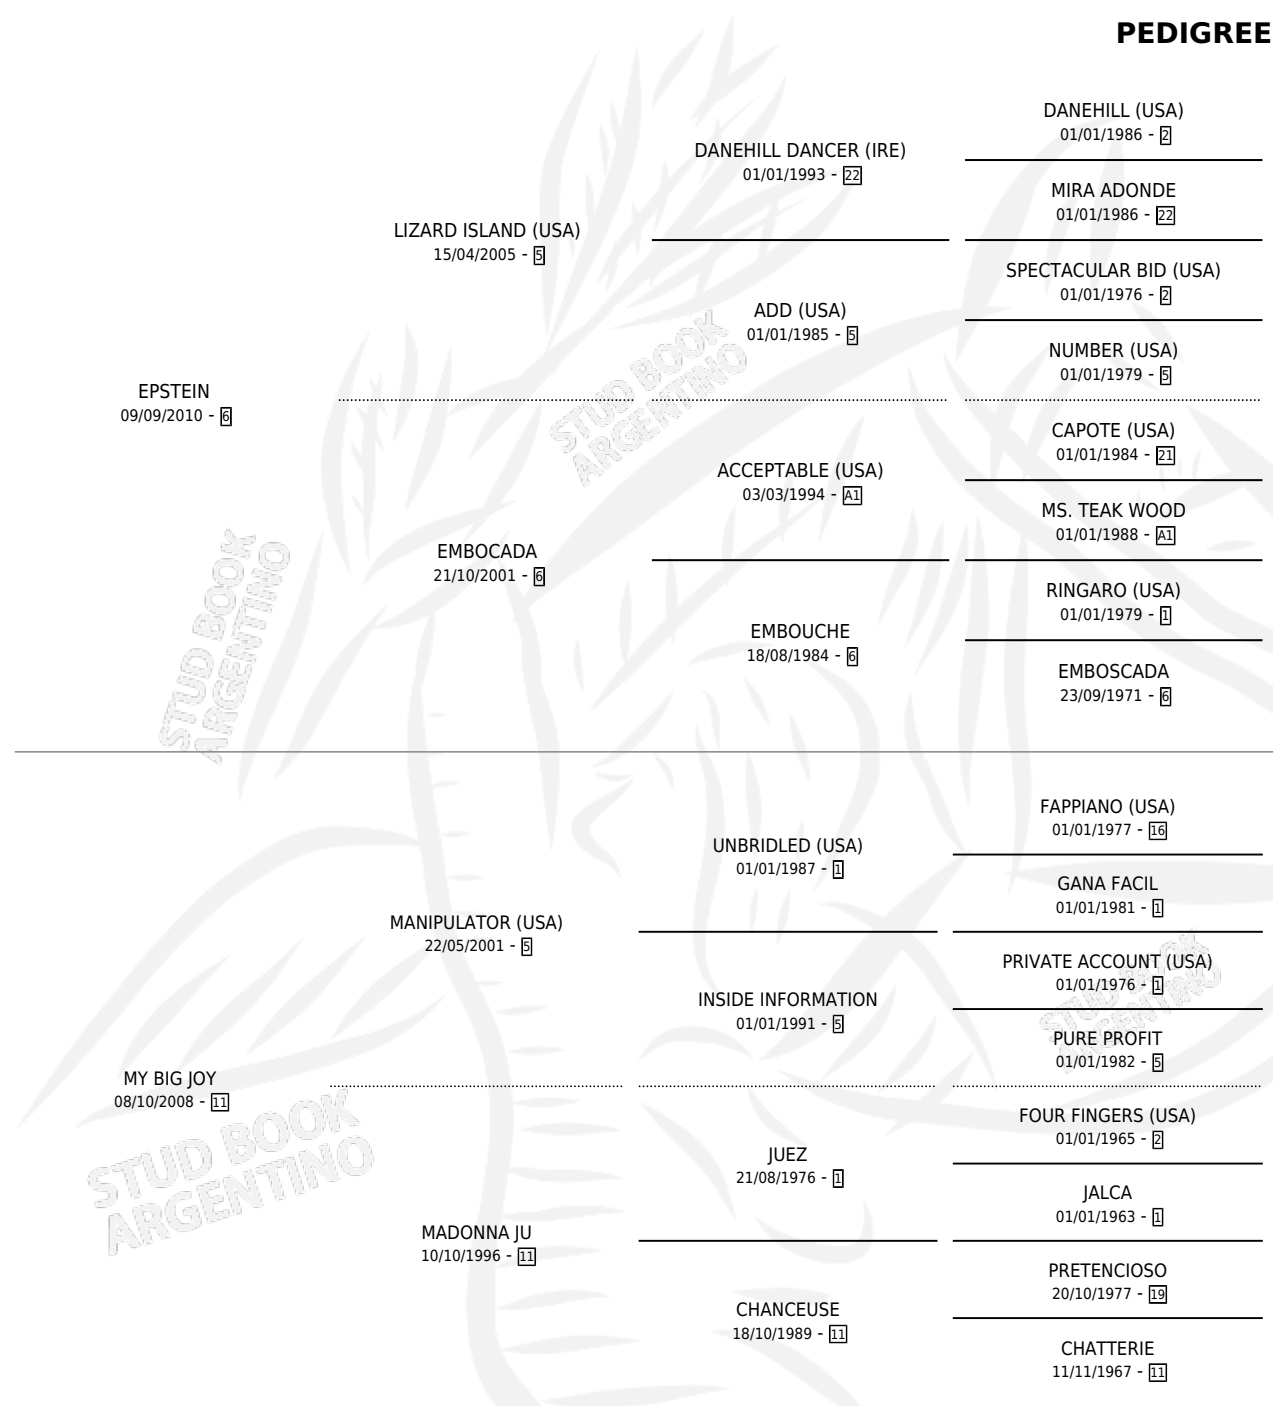 PEDIGREE
DANEHILL (USA)
01/01/1986 - 2
DANEHILL DANCER (IRE)
01/01/1993 - 22
MIRA ADONDE
01/01/1986 - 22
LIZARD ISLAND (USA)
15/04/2005 - 5
SPECTACULAR BID (USA)
01/01/1976 - 2
ADD (USA)
01/01/1985 - 5
NUMBER (USA)
01/01/1979 - 5
EPSTEIN
09/09/2010 - 6
STUD BOOK
ARGENTINO
CAPOTE (USA)
01/01/1984 - 21
ACCEPTABLE (USA)
03/03/1994 - A1
MS. TEAK WOOD
01/01/1988 - A1
EMBOCADA
21/10/2001 - 6
RINGARO (USA)
01/01/1979 - 1
EMBOUCHE
18/08/1984 - 6
EMBOSCADA
23/09/1971 - 6
STUD BOOK
ARGENTINO
FAPPIANO (USA)
01/01/1977 - 16
UNBRIDLED (USA)
01/01/1987 - 1
GANA FACIL
01/01/1981 - 1
MANIPULATOR (USA)
22/05/2001 - 5
PRIVATE ACCOUNT (USA)
01/01/1976 - 1
INSIDE INFORMATION
01/01/1991 - 5
STUD BOOK
ARGENTINO
PURE PROFIT
01/01/1982 - 5
MY BIG JOY
08/10/2008 - 11
FOUR FINGERS (USA)
01/01/1965 - 2
JUEZ
21/08/1976 - 1
STUD BOOK
ARGENTINO
JALCA
01/01/1963 - 1
MADONNA JU
10/10/1996 - 11
PRETENCIOSO
20/10/1977 - 19
CHANCEUSE
18/10/1989 - 11
CHATTERIE
11/11/1967 - 11